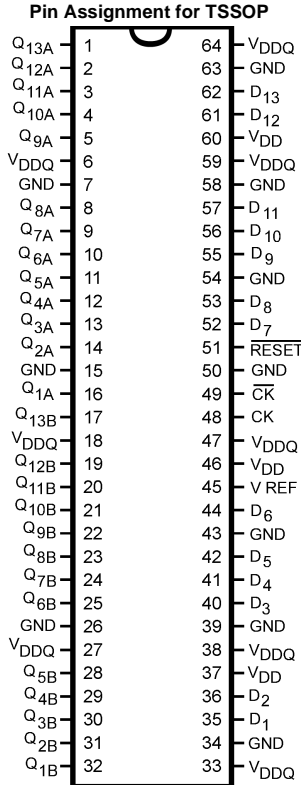 Pin Assignment for TSSOP
Q13A 1 64 VDDQ
Q12A 2 63 GND
Q11A 3 62 D13
Q10A 4 61 D12
Q9A 5 60 VDD
VDDQ 6 59 VDDQ
GND 7 58 GND
Q8A 8 57 D11
Q7A 9 56 D10
Q6A 10 55 D9
Q5A 11 54 GND
Q4A 12 53 D8
Q3A 13 52 D7
Q2A 14 51 RESET
GND 15 50 GND
Q1A 16 49 CK
Q13B 17 48 CK
VDDQ 18 47 VDDQ
Q12B 19 46 VDD
Q11B 20 45 V REF
Q10B 21 44 D6
Q9B 22 43 GND
Q8B 23 42 D5
Q7B 24 41 D4
Q6B 25 40 D3
GND 26 39 GND
VDDQ 27 38 VDDQ
Q5B 28 37 VDD
Q4B 29 36 D2
Q3B 30 35 D1
Q2B 31 34 GND
Q1B 32 33 VDDQ